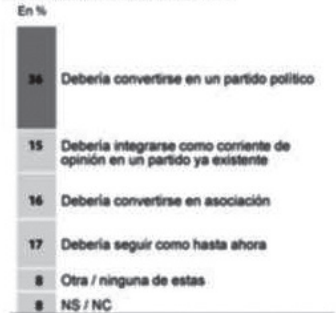 En %
36 Debería convertirse en un partido político
15 Debería integrarse como corriente de
opinión en un partido ya existente
16 Debería convertirse en asociación
17 Debería seguir como hasta ahora
8 Otra / ninguna de estas
8 NS / NC